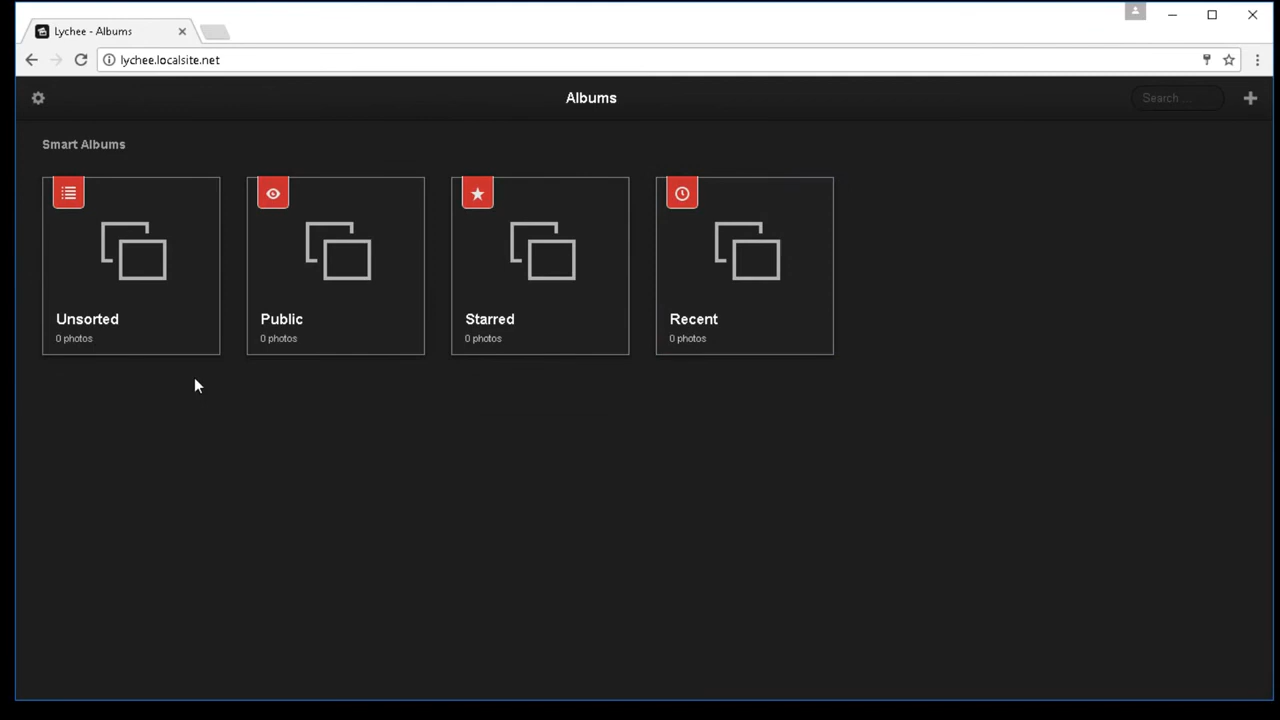 Lychee - Albums
lychee.localsite.net
Albums
Search ...
Smart Albums
Unsorted
0 photos
Public
0 photos
Starred
0 photos
Recent
0 photos